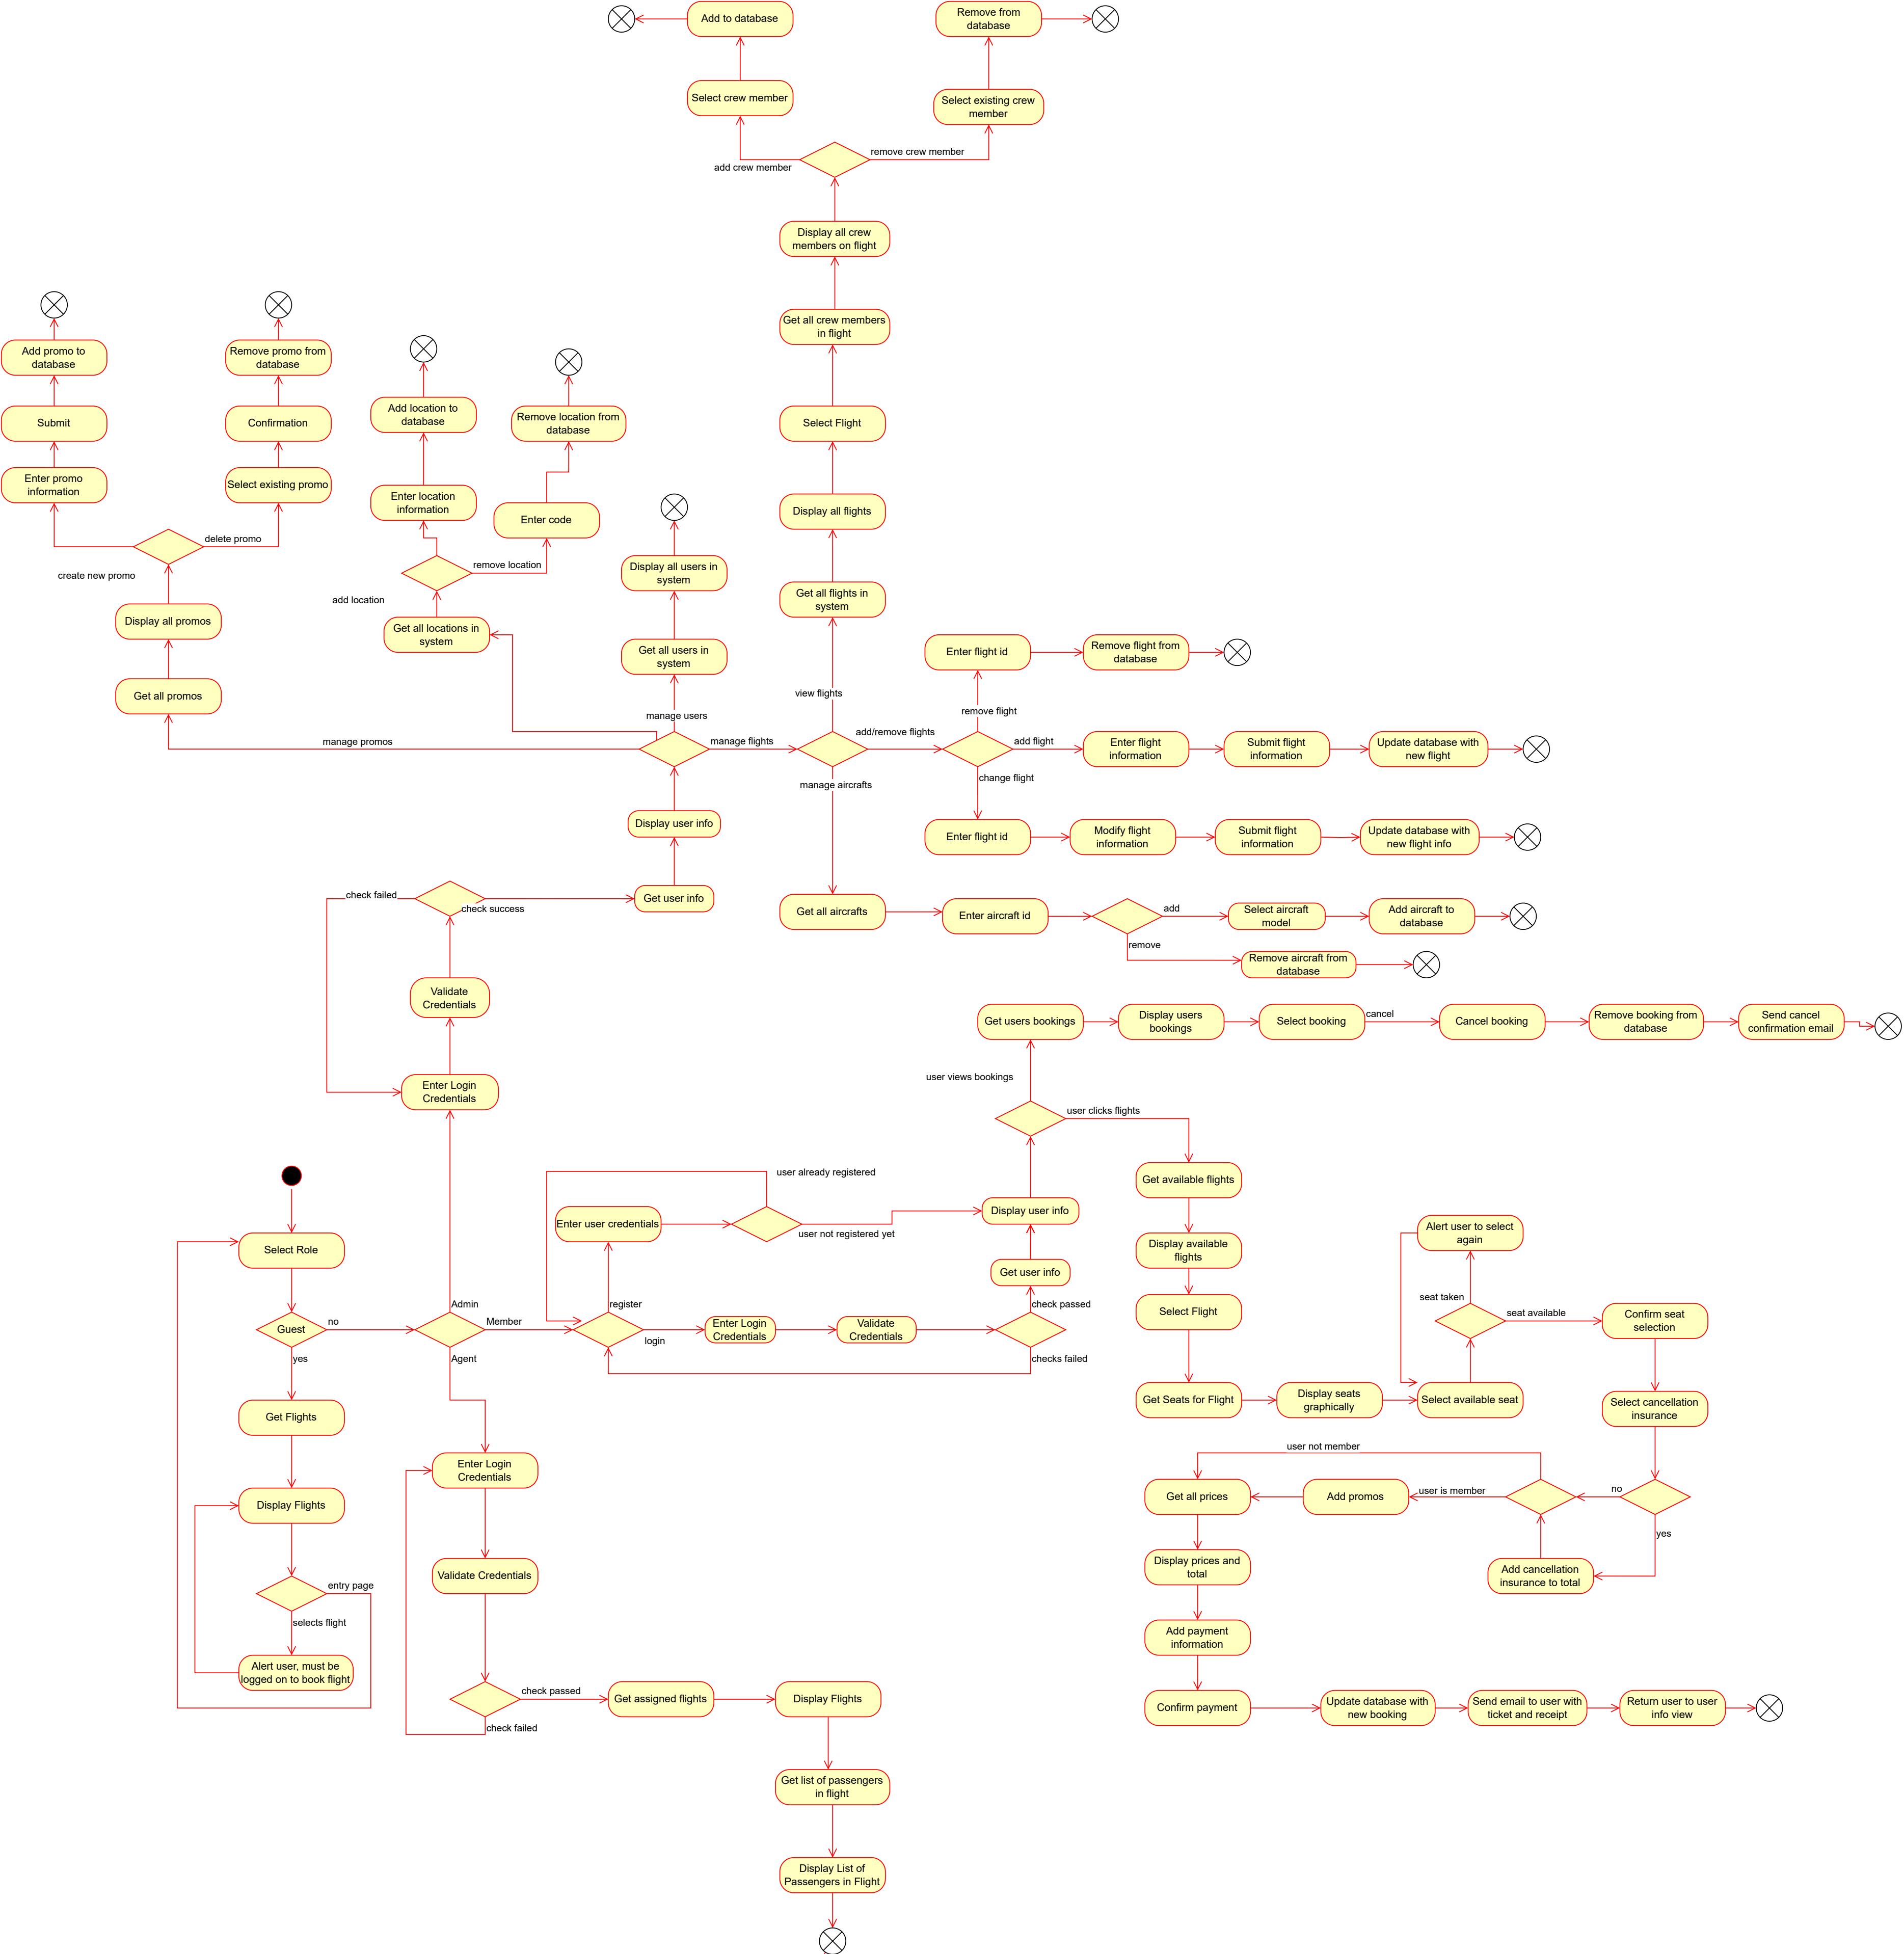 Add to database
Remove from
database
Select crew member
Select existing crew
member
add crew member
remove crew member
Display all crew
members on flight
Get all crew members
in flight
Add promo to
database
Remove promo from
database
Submit
Confirmation
Enter promo
information
Select existing promo
create new promo
delete promo
Display all promos
Get all promos
manage promos
Add location to
database
Remove location from
database
Enter location
information
Enter code
add location
remove location
Get all locations in
system
Display all users in
system
Get all users in
system
manage users
Select Flight
Display all flights
Get all flights in
system
view flights
manage flights
add/remove flights
manage aircrafts
Enter flight id
Remove flight from
database
remove flight
add flight
Enter flight
information
Submit flight
information
Update database with
new flight
change flight
Enter flight id
Modify flight
information
Submit flight
information
Update database with
new flight info
Display user info
Get user info
check failed
check success
Get all aircrafts
Enter aircraft id
add
Select aircraft
model
Add aircraft to
database
remove
Remove aircraft from
database
Validate
Credentials
Enter Login
Credentials
Get users bookings
Display users
bookings
Select booking
cancel
Cancel booking
Remove booking from
database
Send cancel
confirmation email
user views bookings
user clicks flights
user already registered
Enter user credentials
user not registered yet
Display user info
Get user info
check passed
Select Role
Guest
no
yes
Admin
Member
Agent
register
login
Enter Login
Credentials
Validate
Credentials
checks failed
Get available flights
Display available
flights
Select Flight
Get Seats for Flight
Display seats
graphically
Select available seat
Alert user to select
again
seat taken
seat available
Confirm seat
selection
Select cancellation
insurance
no
yes
Add cancellation
insurance to total
user not member
user is member
Add promos
Get all prices
Display prices and
total
Add payment
information
Confirm payment
Update database with
new booking
Send email to user with
ticket and receipt
Return user to user
info view
Get Flights
Display Flights
entry page
selects flight
Alert user, must be
logged on to book flight
Enter Login
Credentials
Validate Credentials
check passed
check failed
Get assigned flights
Display Flights
Get list of passengers
in flight
Display List of
Passengers in Flight